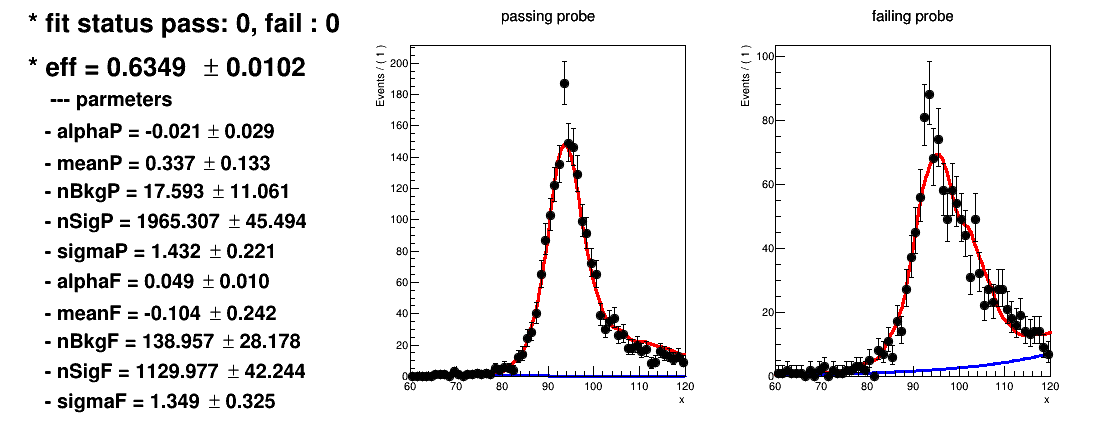 * fit status pass: 0, fail : 0
* eff = 0.6349 ± 0.0102
--- parmeters
- alphaP = -0.021 ± 0.029
- meanP = 0.337 ± 0.133
- nBkgP = 17.593 ± 11.061
- nSigP = 1965.307 ± 45.494
- sigmaP = 1.432 ± 0.221
- alphaF = 0.049 ± 0.010
- meanF = -0.104 ± 0.242
- nBkgF = 138.957 ± 28.178
- nSigF = 1129.977 ± 42.244
- sigmaF = 1.349 ± 0.325
passing probe
Events / ( 1 )
200
180
160
140
120
100
80
60
40
20
0
60 70 80 90 100 110 120
x
failing probe
Events / ( 1 )
100
80
60
40
20
0
60 70 80 90 100 110 120
x